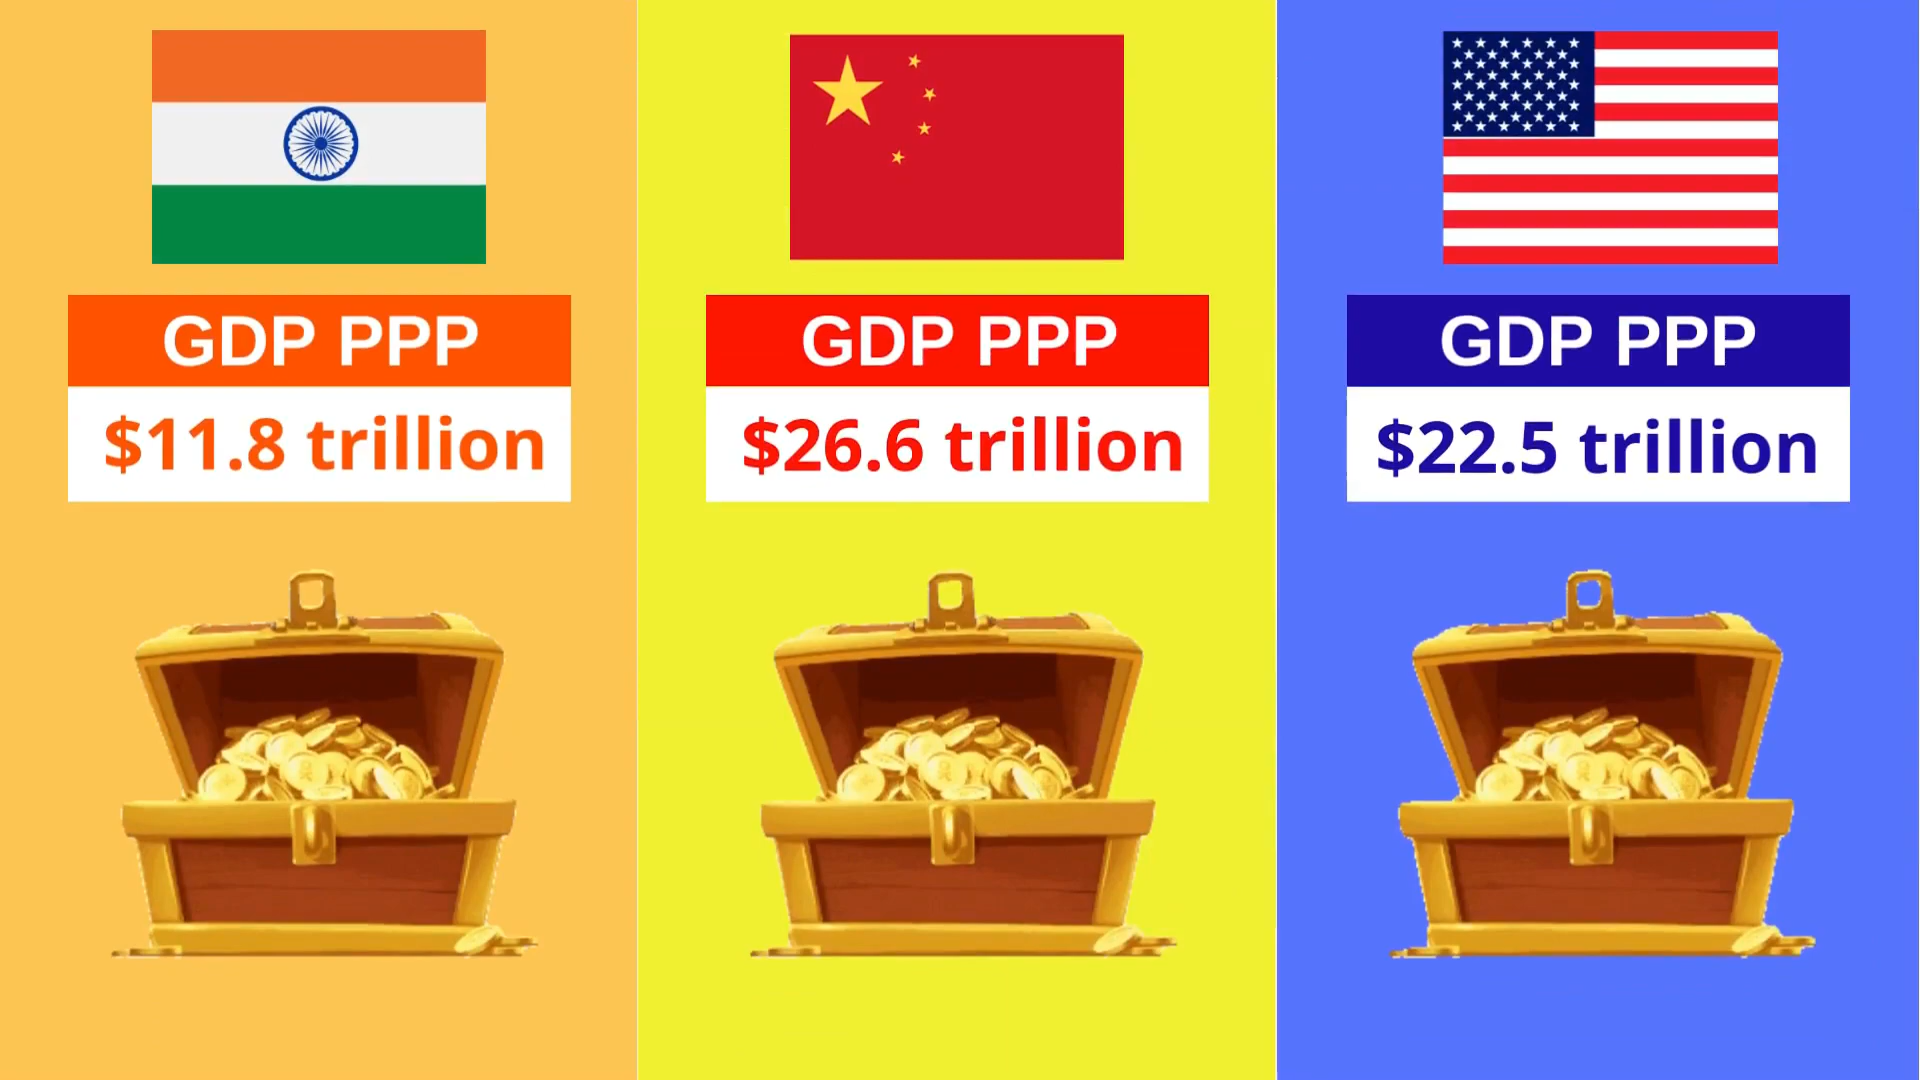 GDP PPP
$11.8 trillion
GDP PPP
$26.6 trillion
GDP PPP
$22.5 trillion